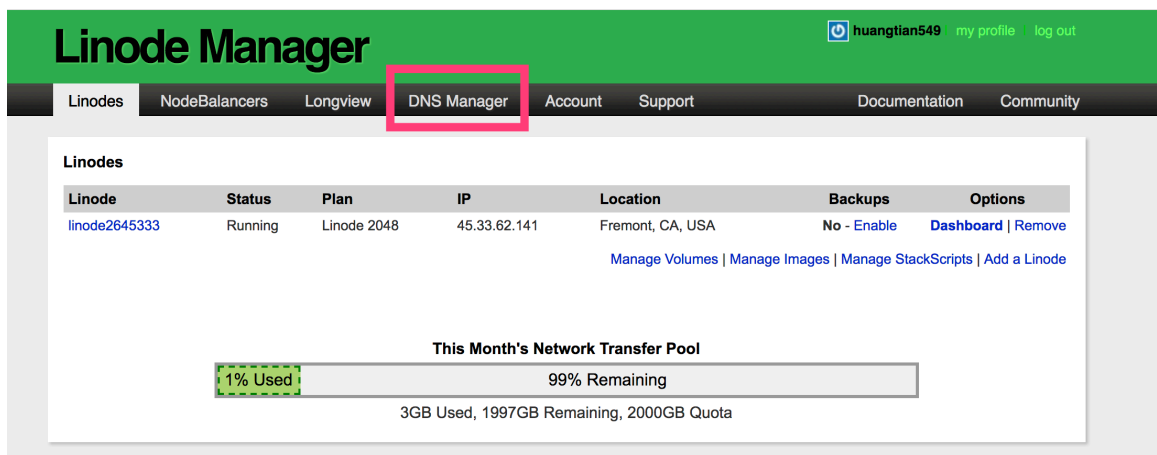 Linode Manager
huangtian549 my profile log out
Linodes NodeBalancers Longview DNS Manager Account Support Documentation Community
Linodes
Linode Status Plan IP Location Backups Options
linode2645333 Running Linode 2048 45.33.62.141 Fremont, CA, USA No - Enable Dashboard | Remove
Manage Volumes | Manage Images | Manage StackScripts | Add a Linode
This Month's Network Transfer Pool
1% Used 99% Remaining
3GB Used, 1997GB Remaining, 2000GB Quota